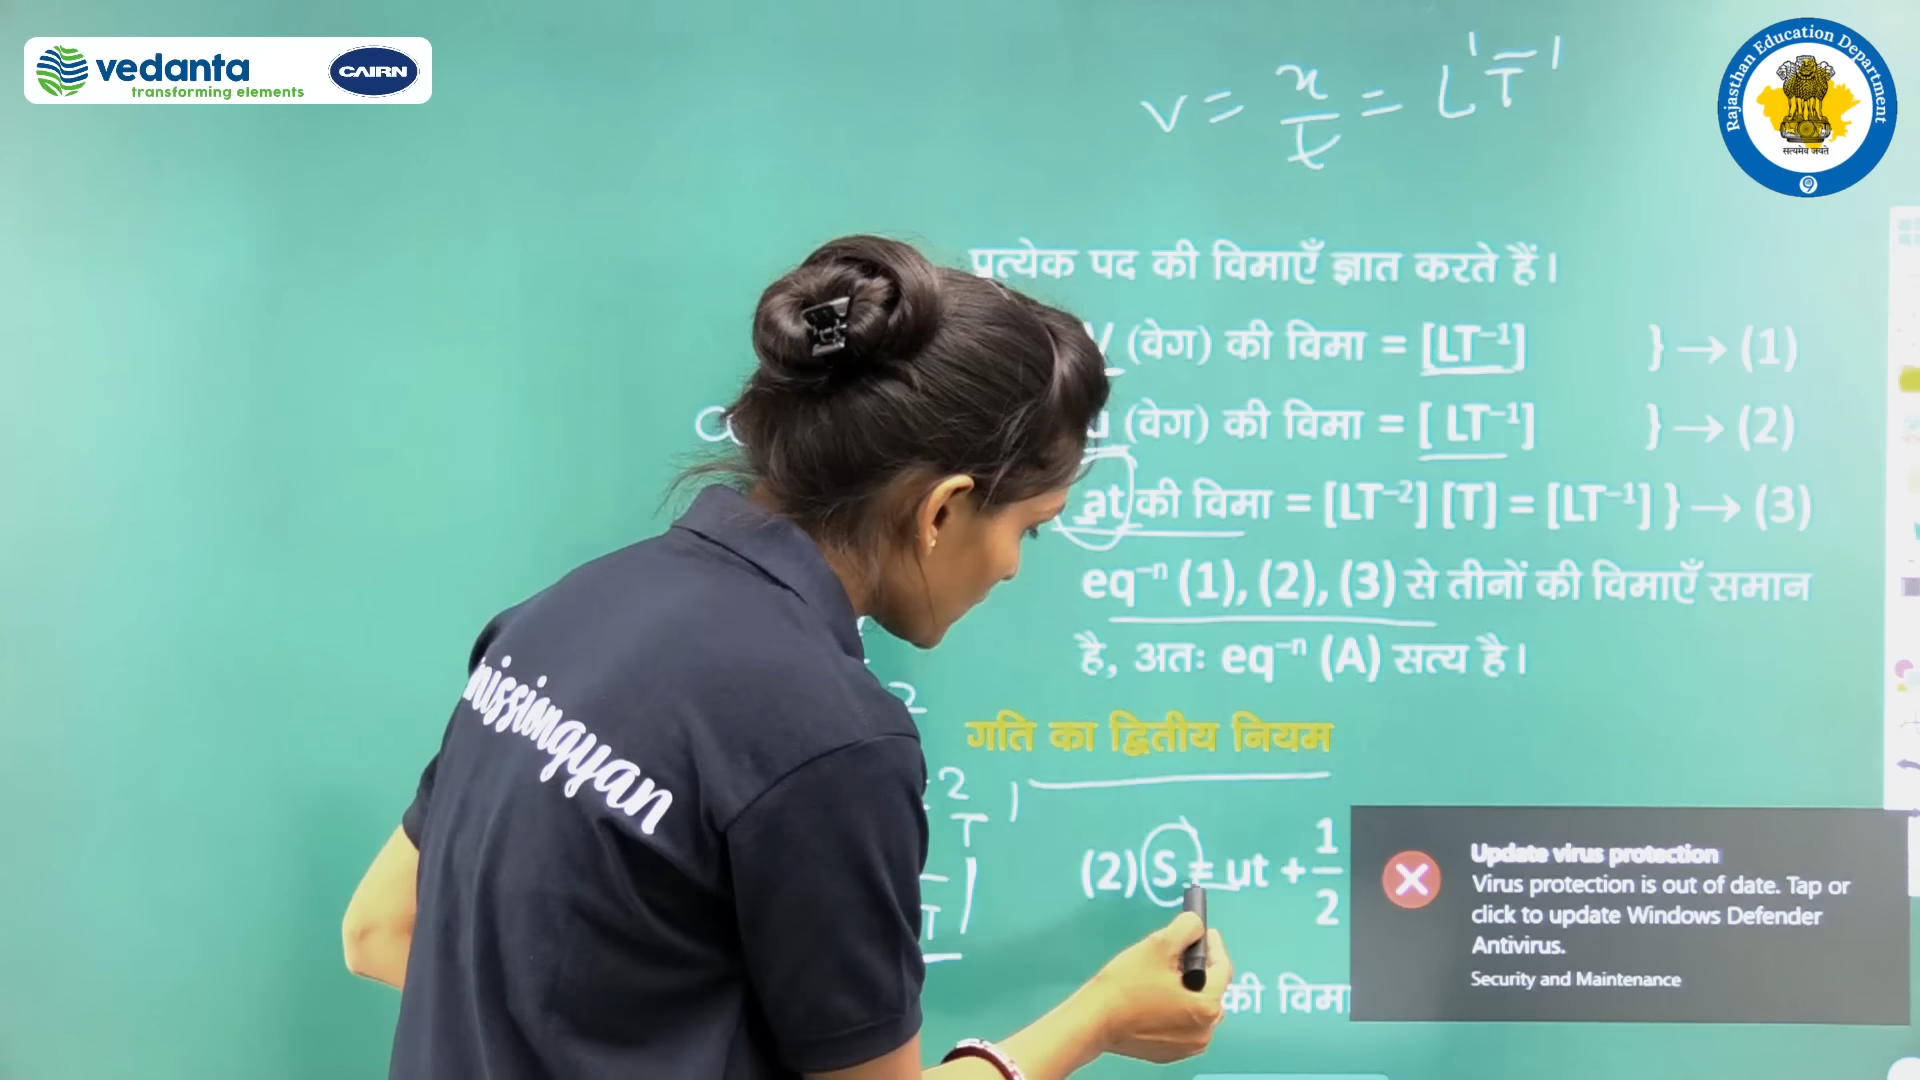 vedanta
transforming elements
CAIRN
Rajasthan Education Department
सत्यमेव जयते
v = x/t = L¹T⁻¹
प्रत्येक पद की विमाएँ ज्ञात करते हैं।
V (वेग) की विमा = [LT⁻¹] } → (1)
u (वेग) की विमा = [ LT⁻¹] } → (2)
at की विमा = [LT⁻²] [T] = [LT⁻¹] } → (3)
eq⁻ⁿ (1), (2), (3) से तीनों की विमाएँ समान
है, अतः eq⁻ⁿ (A) सत्य है।
गति का द्वितीय नियम
(2) S = ut + 1/2
की विमा
missiongyan
Update virus protection
Virus protection is out of date. Tap or
click to update Windows Defender
Antivirus.
Security and Maintenance